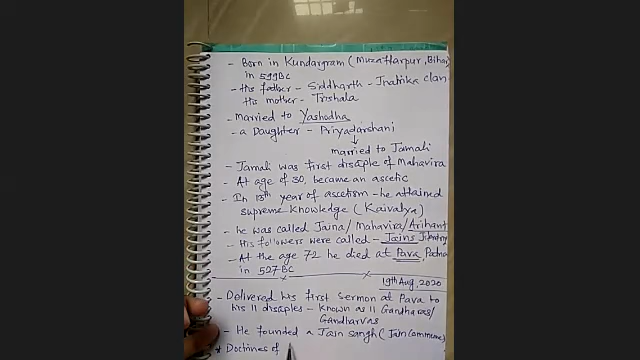 - Born in Kundargram (Muzaffarpur, Bihar
in 599BC
- His father - Siddharth - Jnatrika clan
His mother - Trishala
- Married to Yashodha
- a Daughter - Priyadarshani
↓
married to Jamali
- Jamali was first disciple of Mahavira
- At age of 30, became an ascetic
- In 13th year of ascetism - he attained
supreme knowledge (Kaivalya)
- he was called Jaina/Mahavira/Arihant
- His followers were called - Jains
- At the age 72 he died at Pava, Patna
in 527 BC
19th Aug, 2020
- Delivered his first Sermon at Pava to
his 11 disciples - known as 11 Gandharas/
Gandharvas
- He founded a Jain Sangh (Jain Commune)
* Doctrines of